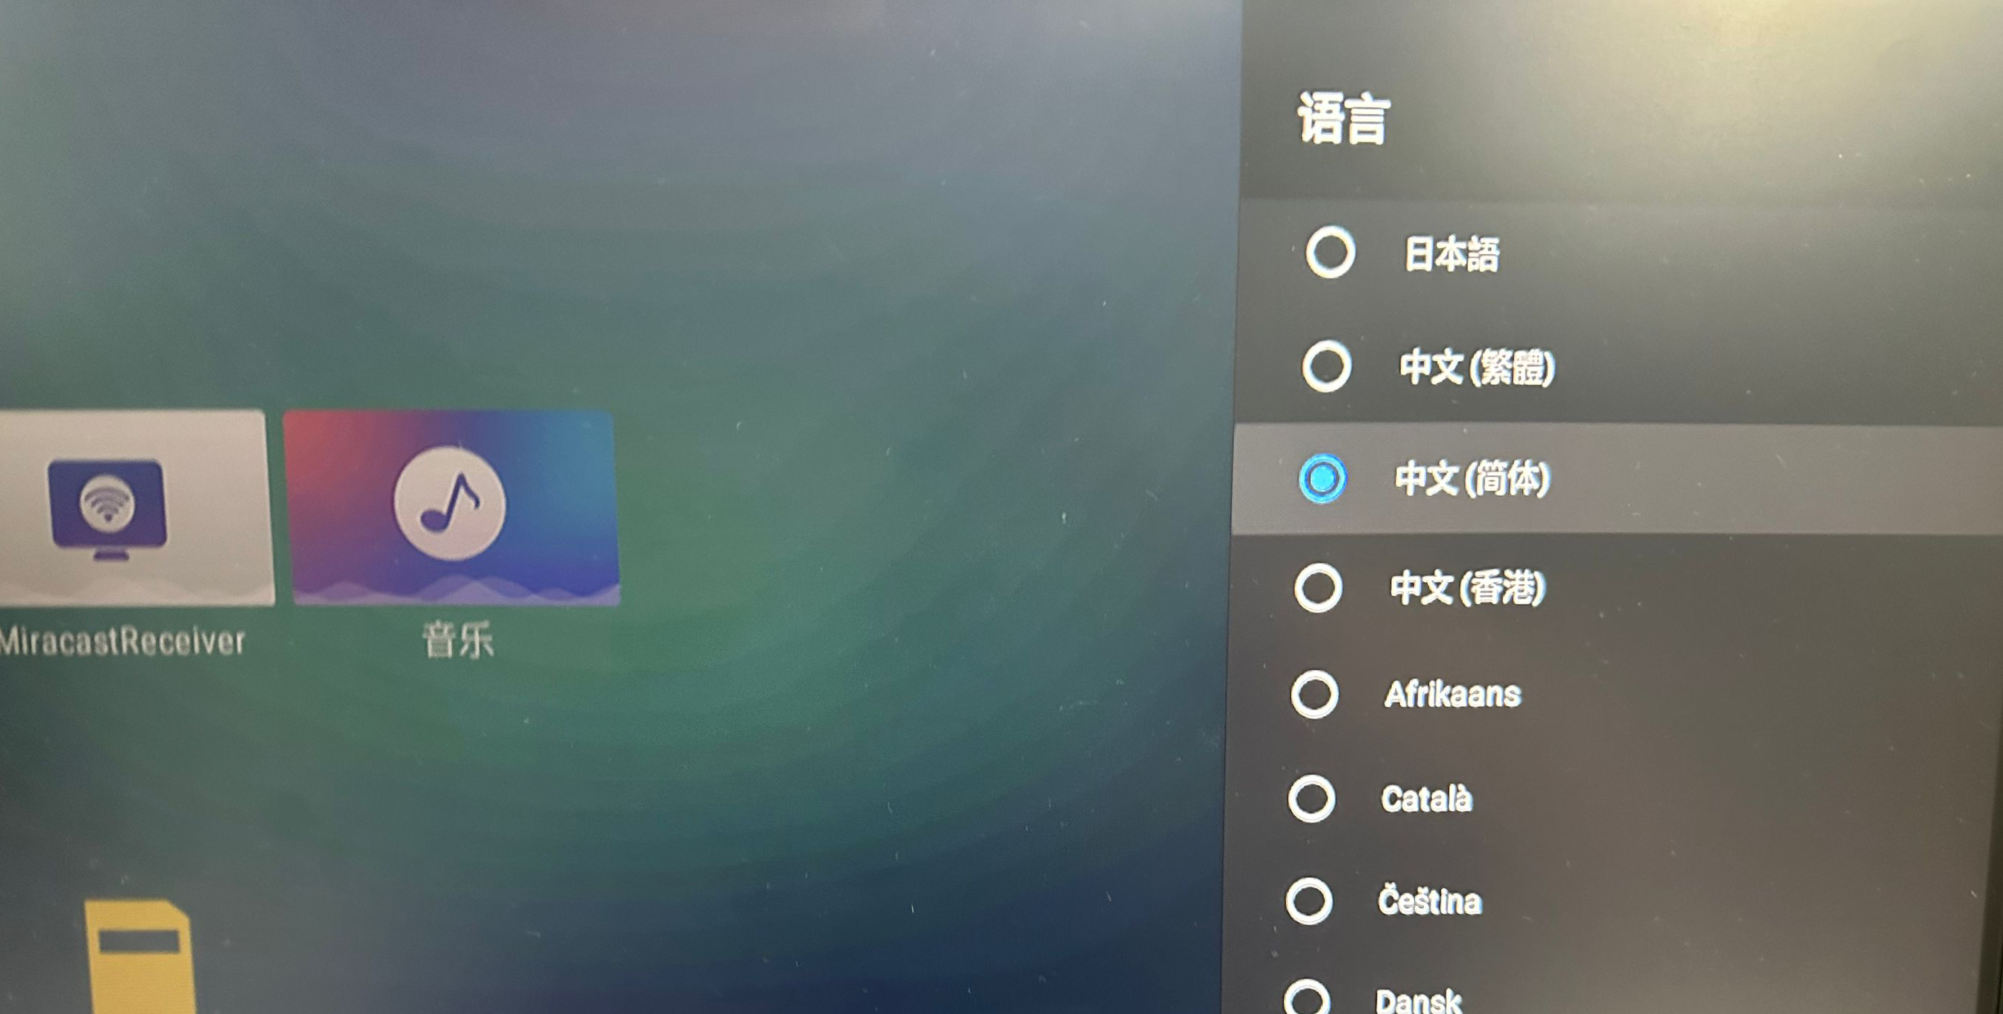 语言
日本語
中文 (繁體)
中文 (简体)
中文 (香港)
Afrikaans
Català
Čeština
Dansk
MiracastReceiver
音乐